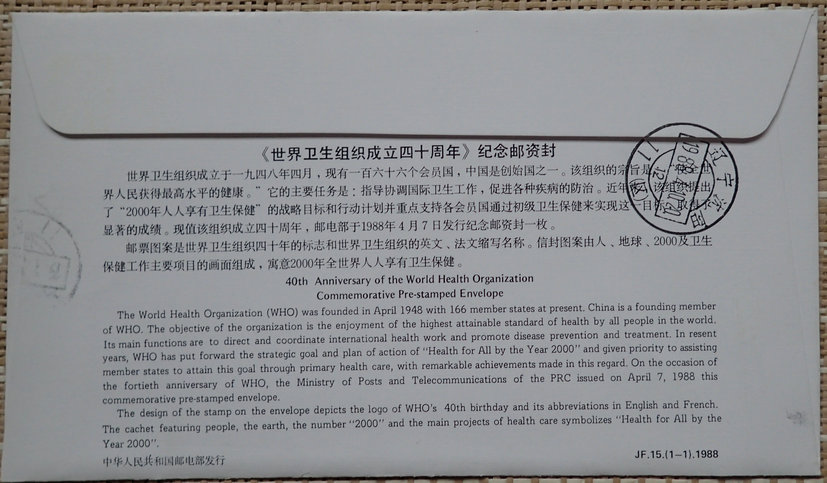 《世界卫生组织成立四十周年》纪念邮资封
世界卫生组织成立于一九四八年四月，现有一百六十六个会员国，中国是创始国之一。该组织的宗旨是“使全世
界人民获得最高水平的健康。”它的主要任务是：指导协调国际卫生工作，促进各种疾病的防治。近年来，该组织提出
了“2000年人人享有卫生保健”的战略目标和行动计划并重点支持各会员国通过初级卫生保健来实现这一目标，取得了
显著的成绩。现值该组织成立四十周年，邮电部于1988年4月7日发行纪念邮资封一枚。
邮票图案是世界卫生组织四十年的标志和世界卫生组织的英文、法文缩写名称。信封图案由人、地球、2000及卫生
保健工作主要项目的画面组成，寓意2000年全世界人人享有卫生保健。
40th Anniversary of the World Health Organization
Commemorative Pre-stamped Envelope
The World Health Organization (WHO) was founded in April 1948 with 166 member states at present. China is a founding member
of WHO. The objective of the organization is the enjoyment of the highest attainable standard of health by all people in the world.
Its main functions are to direct and coordinate international health work and promote disease prevention and treatment. In resent
years, WHO has put forward the strategic goal and plan of action of "Health for All by the Year 2000" and given priority to assisting
member states to attain this goal through primary health care, with remarkable achievements made in this regard. On the occasion of
the fortieth anniversary of WHO, the Ministry of Posts and Telecommunications of the PRC issued on April 7, 1988 this
commemorative pre-stamped envelope.
The design of the stamp on the envelope depicts the logo of WHO's 40th birthday and its abbreviations in English and French.
The cachet featuring people, the earth, the number "2000" and the main projects of health care symbolizes "Health for All by the
Year 2000".
中华人民共和国邮电部发行
JF.15.(1-1).1988
辽宁沈阳